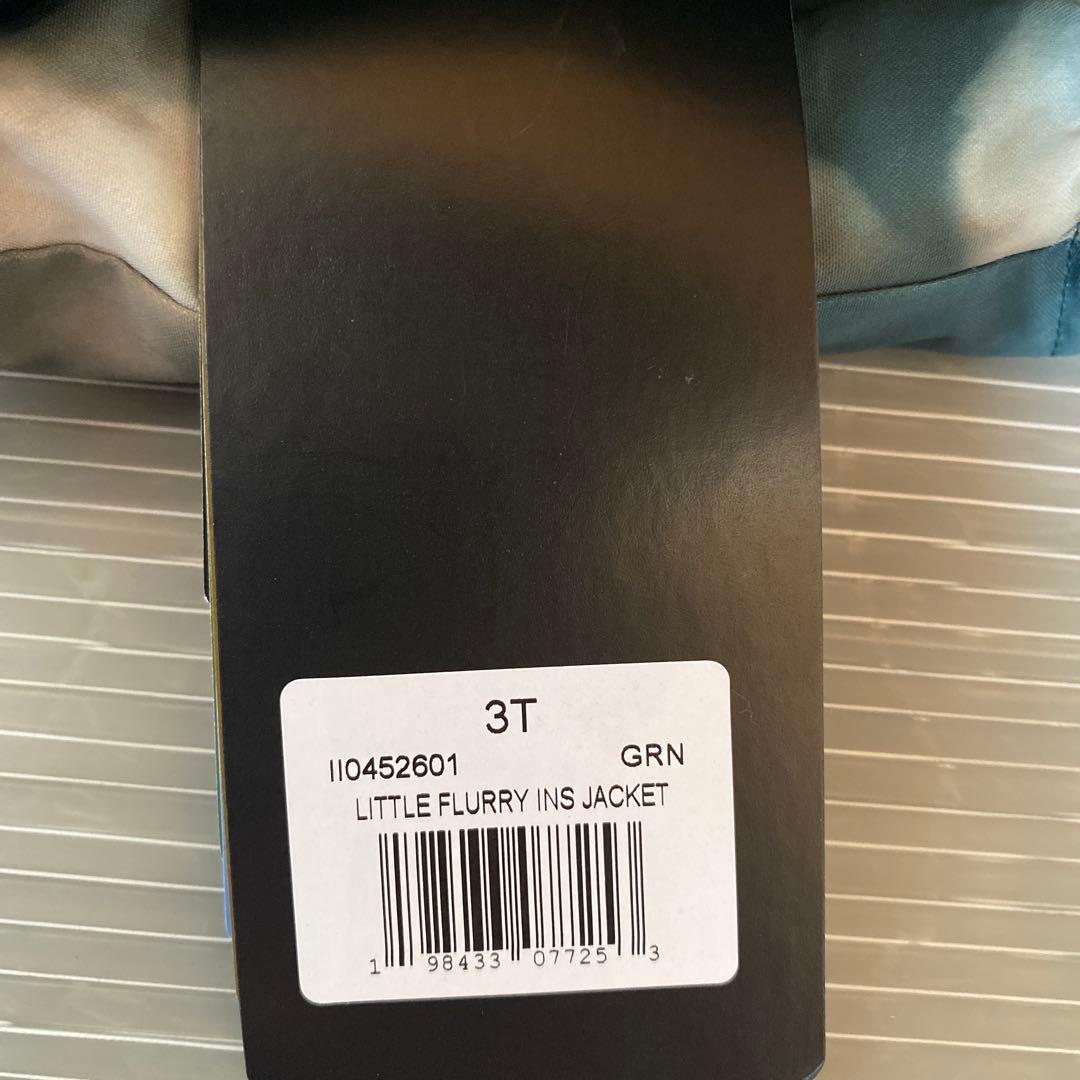 3T
II0452601 GRN
LITTLE FLURRY INS JACKET
1 98433 07725 3